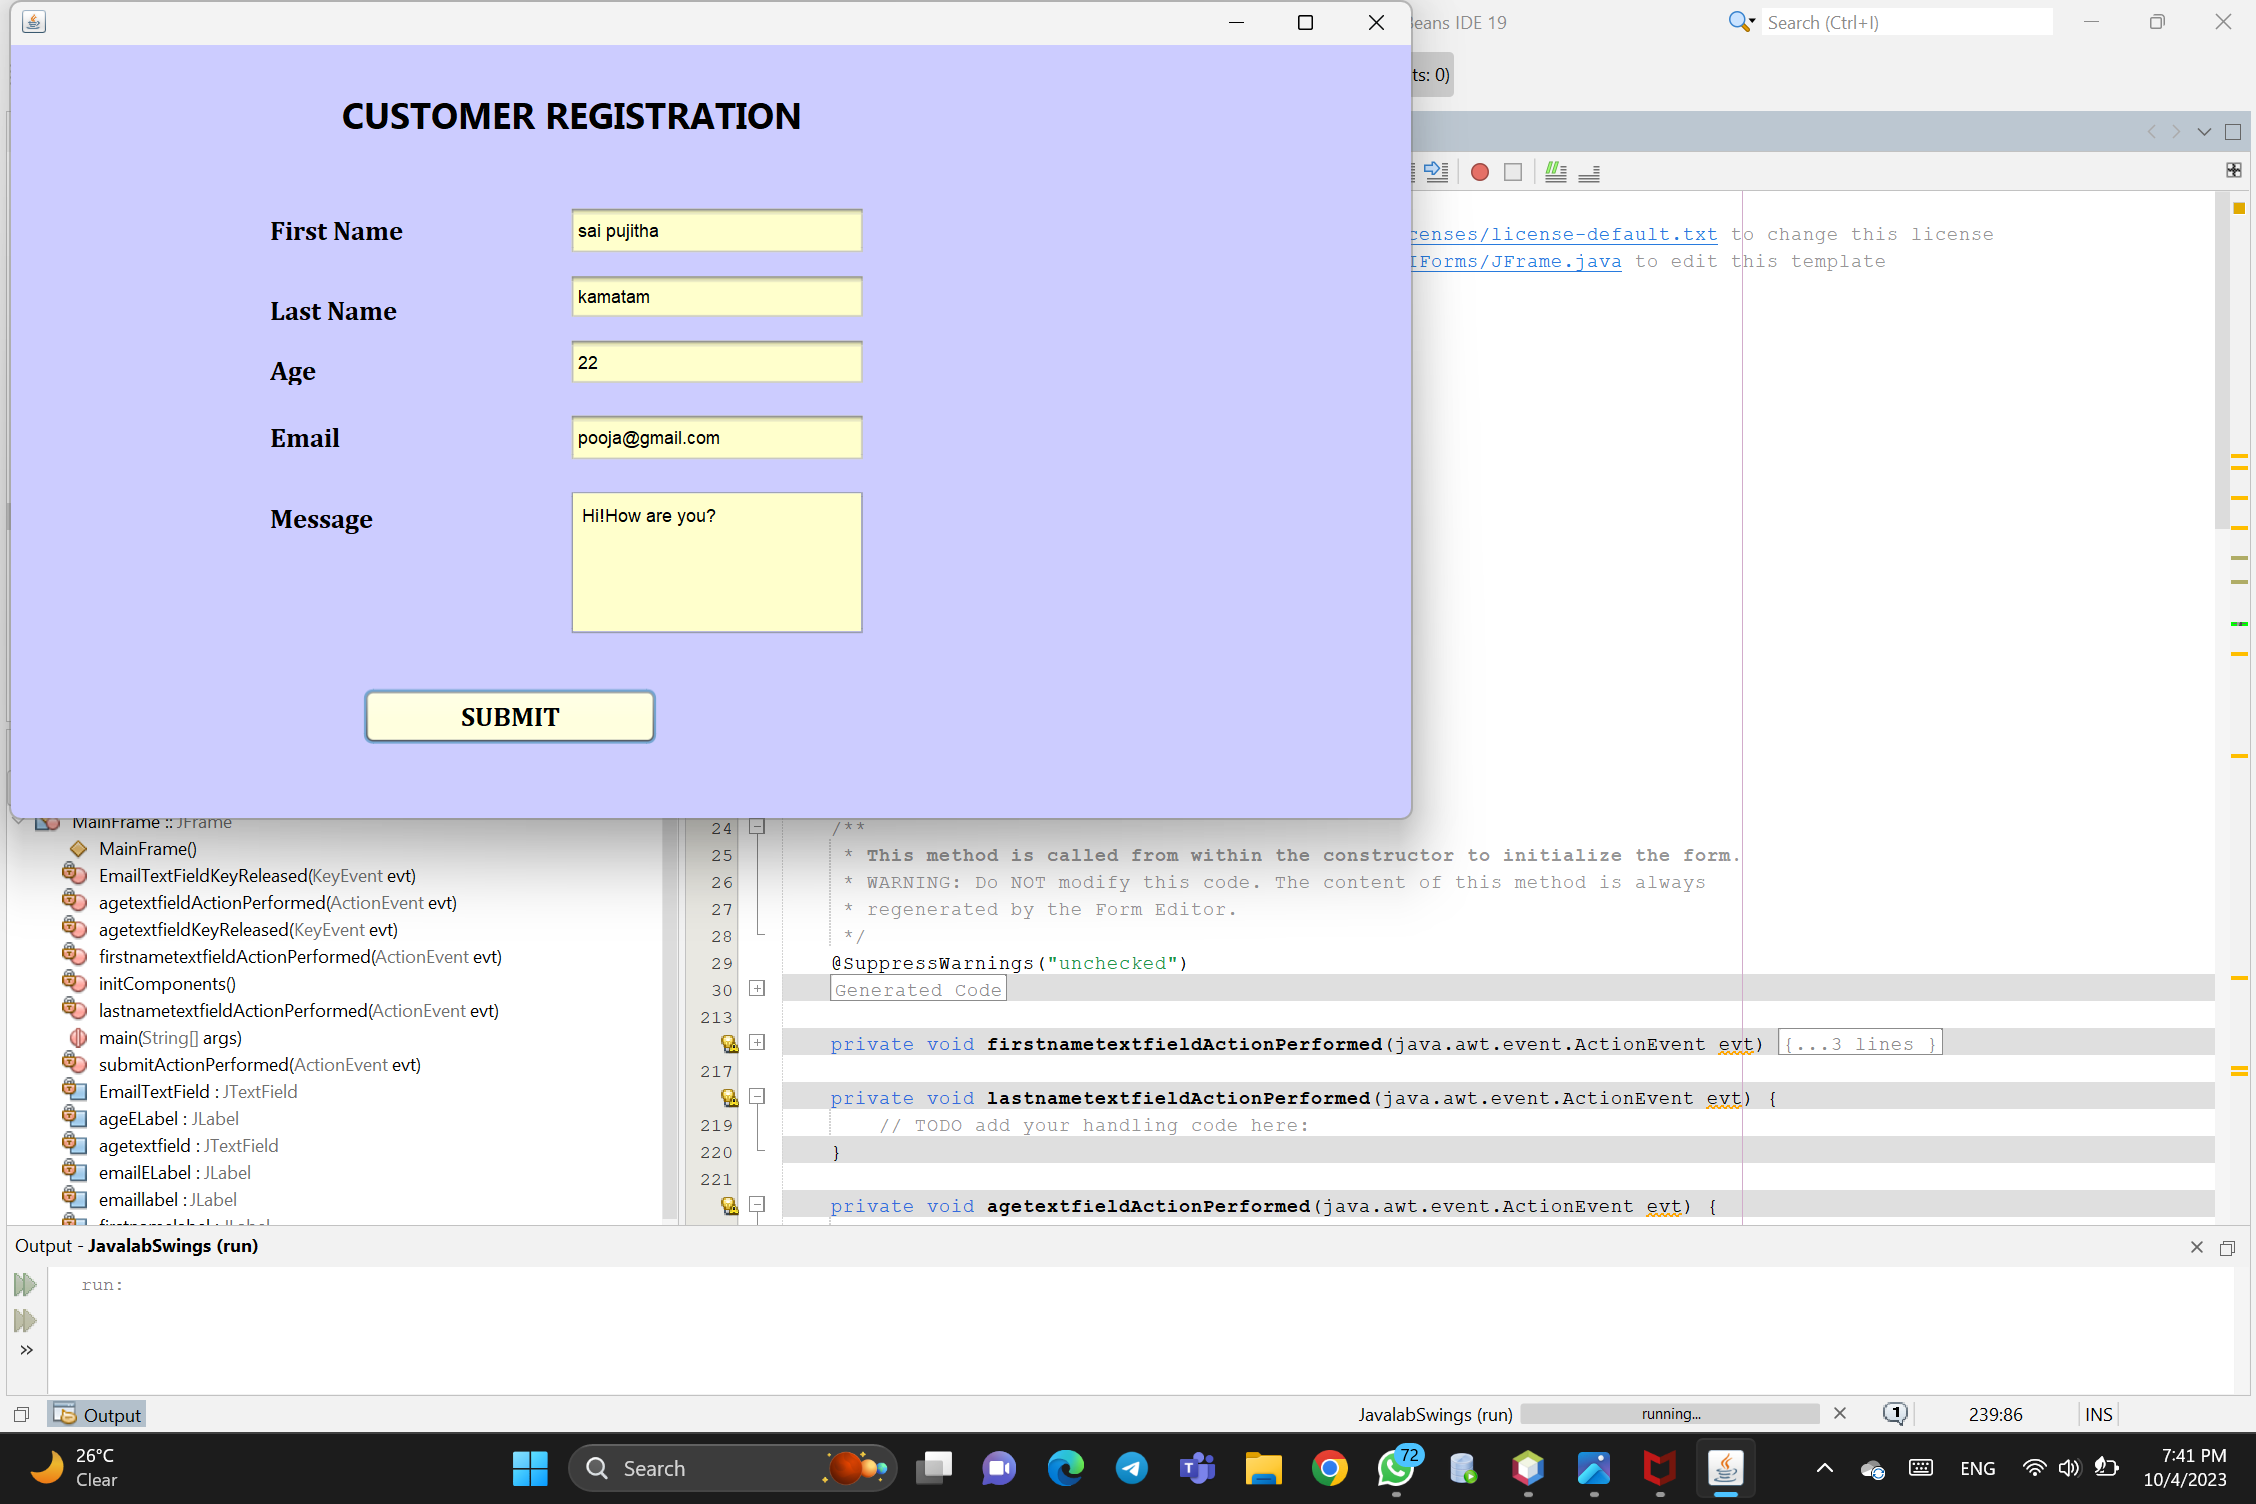 Beans IDE 19
Search (Ctrl+I)
ts: 0)
CUSTOMER REGISTRATION
First Name
sai pujitha
Last Name
kamatam
Age
22
Email
pooja@gmail.com
Message
Hi!How are you?
SUBMIT
censes/license-default.txt to change this license
IForms/JFrame.java to edit this template
MainFrame :: JFrame
MainFrame()
EmailTextFieldKeyReleased(KeyEvent evt)
agetextfieldActionPerformed(ActionEvent evt)
agetextfieldKeyReleased(KeyEvent evt)
firstnametextfieldActionPerformed(ActionEvent evt)
initComponents()
lastnametextfieldActionPerformed(ActionEvent evt)
main(String[] args)
submitActionPerformed(ActionEvent evt)
EmailTextField : JTextField
ageELabel : JLabel
agetextfield : JTextField
emailELabel : JLabel
emaillabel : JLabel
firstnamelabel : JLabel
24 /**
25 * This method is called from within the constructor to initialize the form.
26 * WARNING: Do NOT modify this code. The content of this method is always
27 * regenerated by the Form Editor.
28 */
29 @SuppressWarnings("unchecked")
30 Generated Code
213
private void firstnametextfieldActionPerformed(java.awt.event.ActionEvent evt) {...3 lines }
217
private void lastnametextfieldActionPerformed(java.awt.event.ActionEvent evt) {
219 // TODO add your handling code here:
220 }
221
private void agetextfieldActionPerformed(java.awt.event.ActionEvent evt) {
Output - JavalabSwings (run)
run:
Output
JavalabSwings (run)
running...
1
239:86
INS
26°C
Clear
Search
72
ENG
7:41 PM
10/4/2023